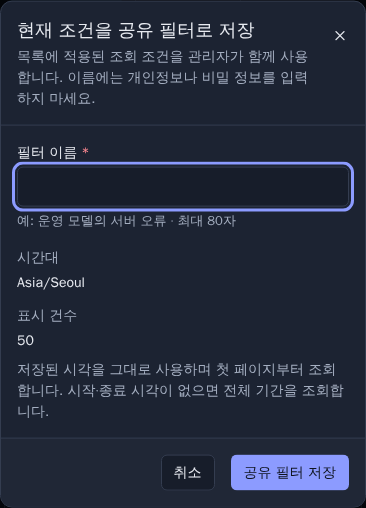 현재 조건을 공유 필터로 저장
×
목록에 적용된 조회 조건을 관리자가 함께 사용
합니다. 이름에는 개인정보나 비밀 정보를 입력
하지 마세요.
필터 이름 *
예: 운영 모델의 서버 오류 · 최대 80자
시간대
Asia/Seoul
표시 건수
50
저장된 시각을 그대로 사용하며 첫 페이지부터 조회
합니다. 시작·종료 시각이 없으면 전체 기간을 조회합
니다.
취소
공유 필터 저장